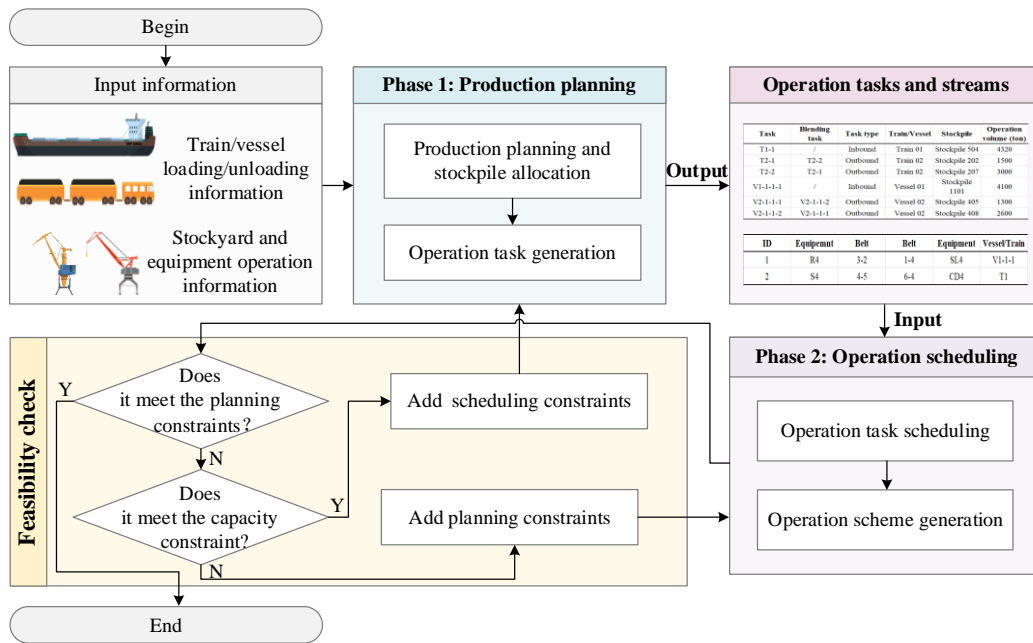 Begin
Input information
Train/vessel
loading/unloading
information
Stockyard and
equipment operation
information
Phase 1: Production planning
Production planning and
stockpile allocation
Operation task generation
Output
Operation tasks and streams
Task Blending task Task type Train/Vessel Stockpile Operation volume (ton)
T1-1 / Inbound Train 01 Stockpile 504 4320
T2-1 T2-2 Outbound Train 02 Stockpile 202 1500
T2-2 T2-1 Outbound Train 02 Stockpile 207 3000
V1-1-1-1 / Inbound Vessel 01 Stockpile 1101 4100
V2-1-1-1 V2-1-1-2 Outbound Vessel 02 Stockpile 405 1300
V2-1-1-2 V2-1-1-1 Outbound Vessel 02 Stockpile 408 2600
ID Equipemnt Belt Belt Equipment Vessel/Train
1 R4 3-2 1-4 SL4 V1-1-1
2 S4 4-5 6-4 CD4 T1
Input
Phase 2: Operation scheduling
Operation task scheduling
Operation scheme generation
Feasibility check
Does
it meet the planning
constraints?
Y
N
Does
it meet the capacity
constraint?
Y
N
Add scheduling constraints
Add planning constraints
End